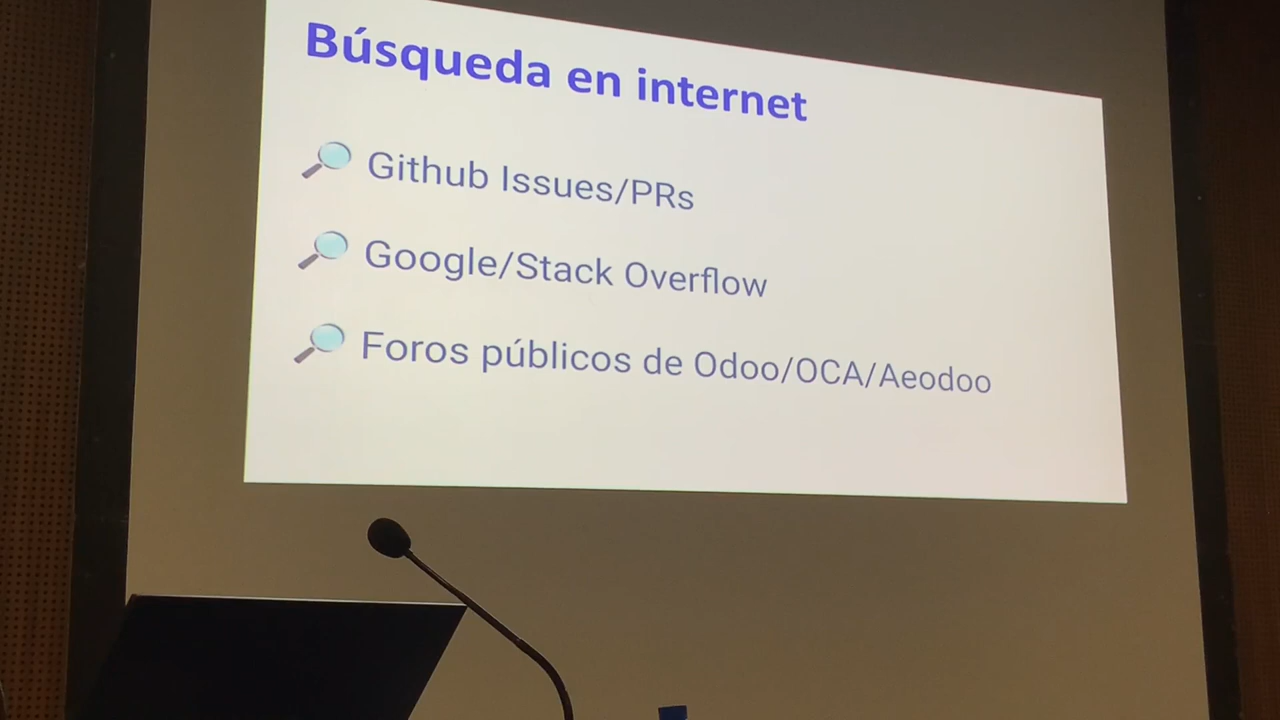 Búsqueda en internet
Github Issues/PRs
Google/Stack Overflow
Foros públicos de Odoo/OCA/Aeodoo